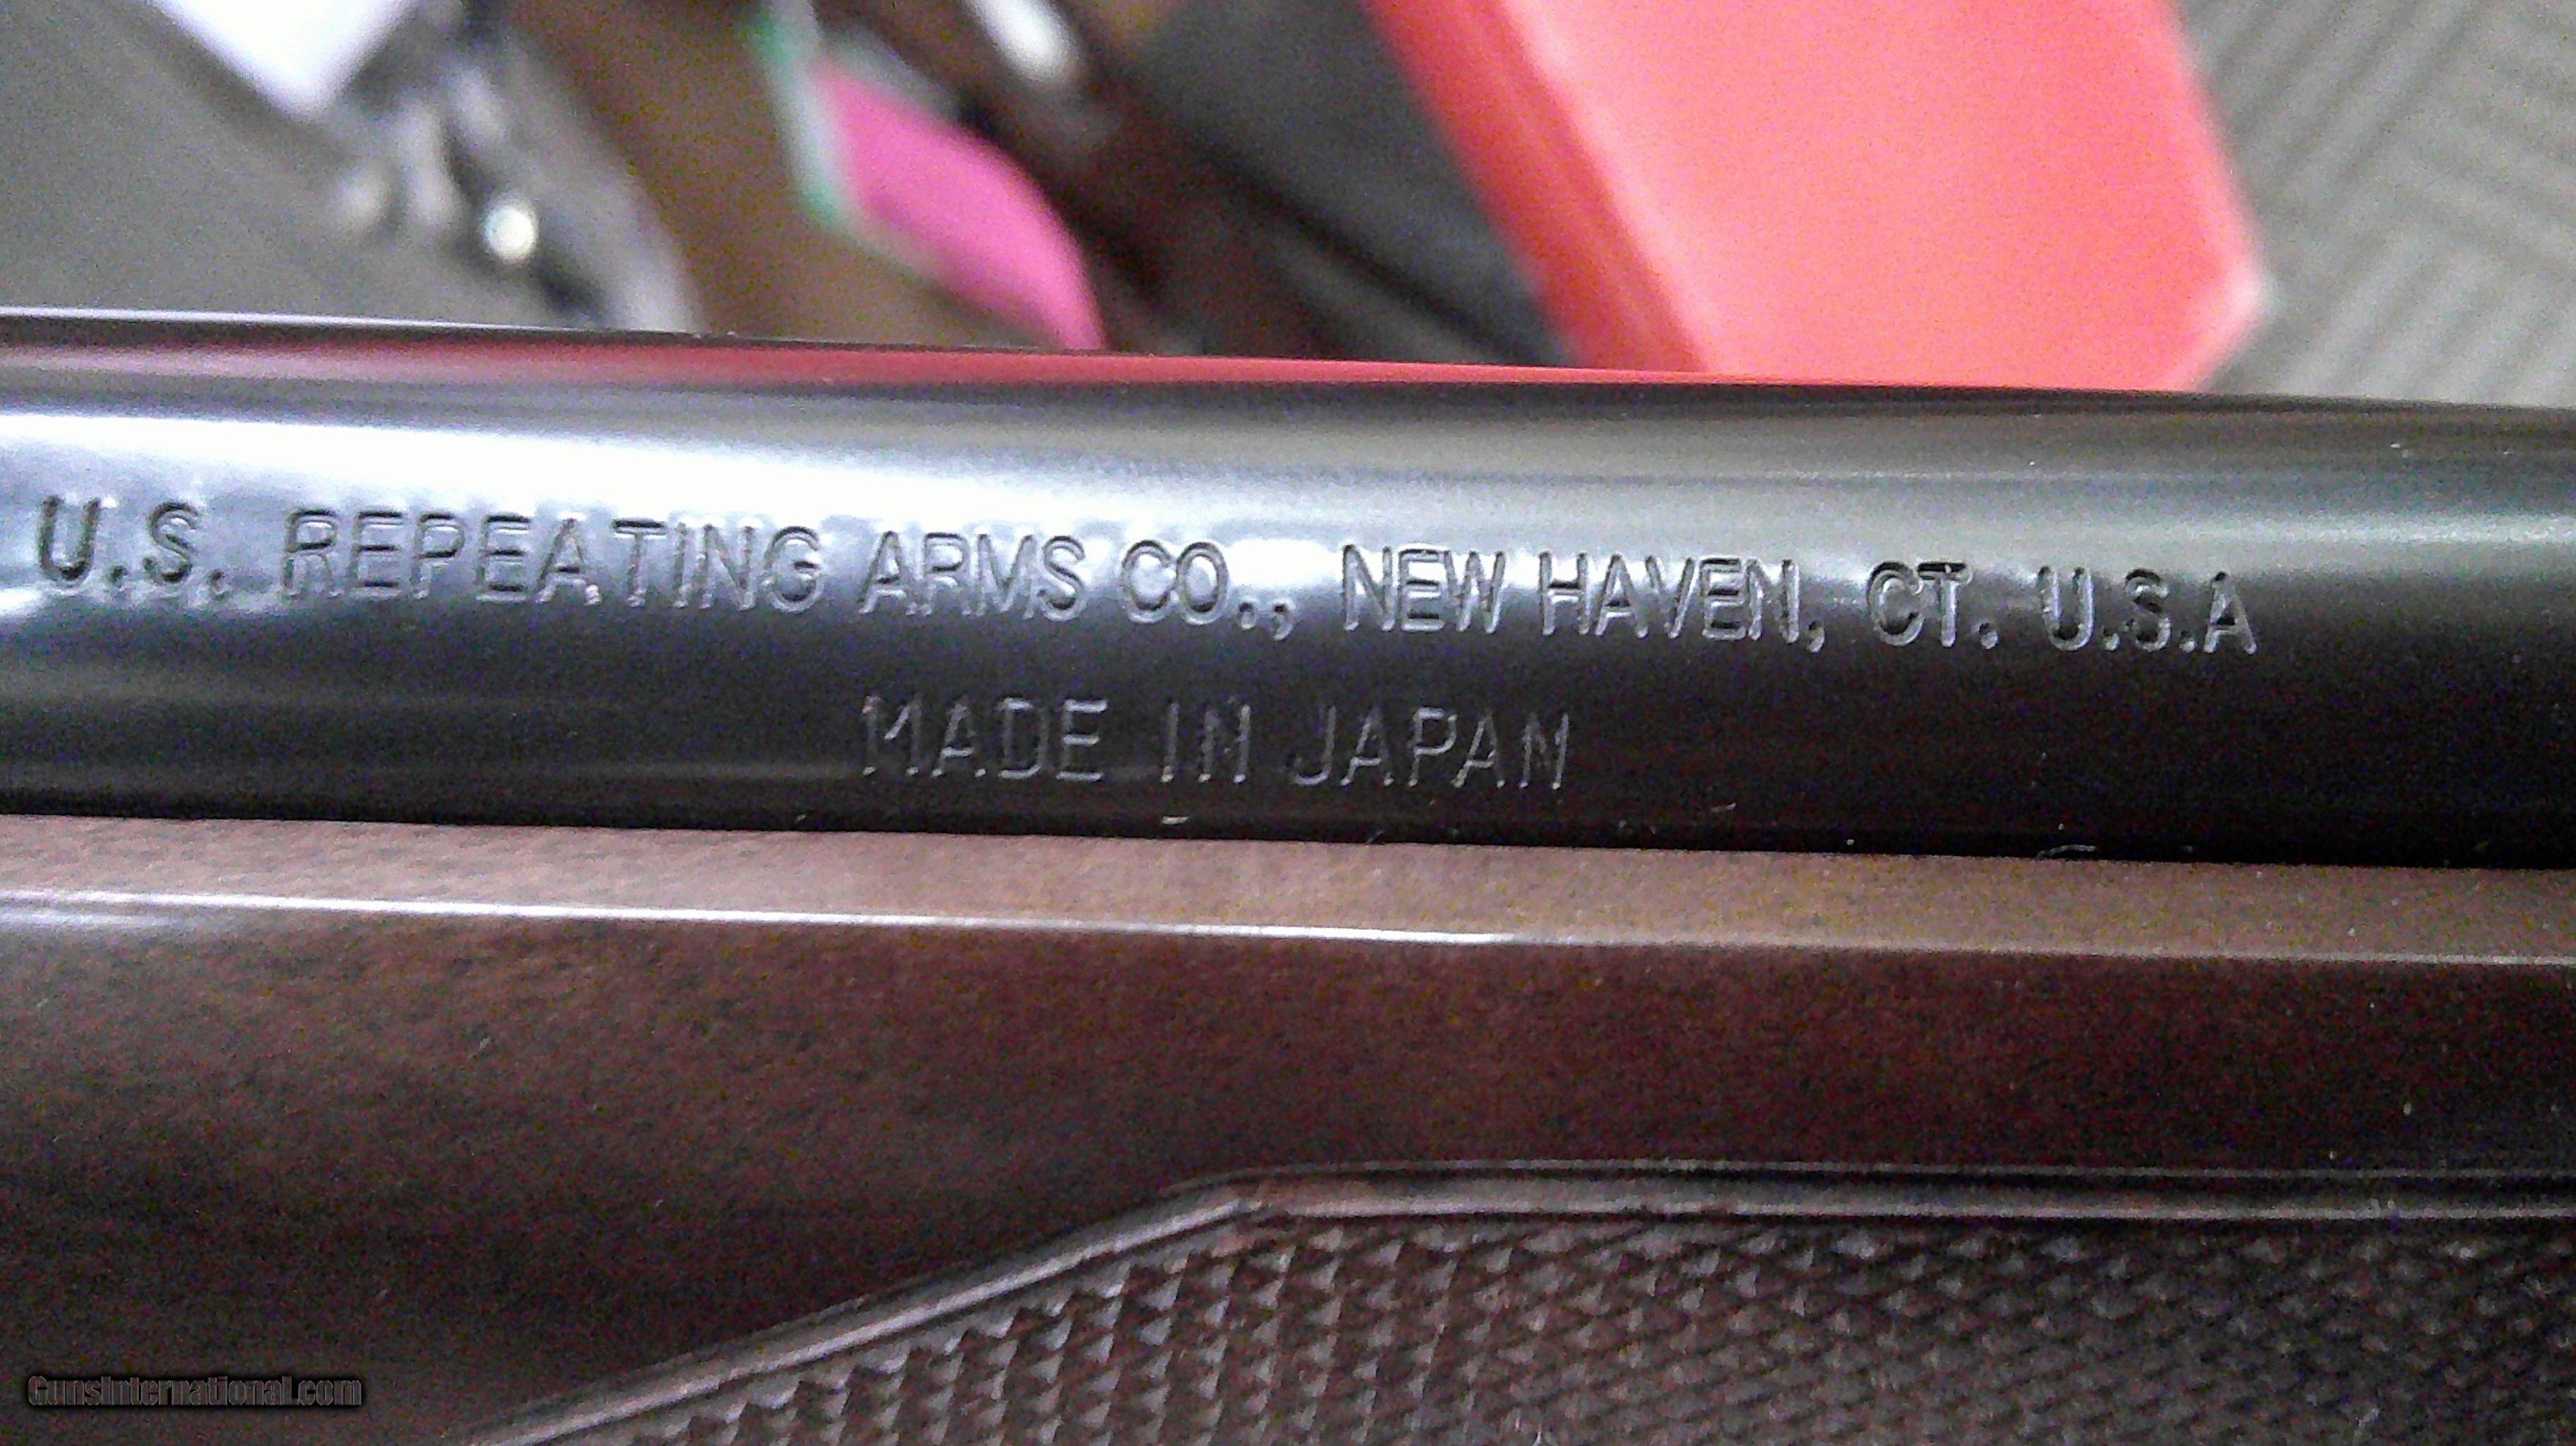 U.S. REPEATING ARMS CO., NEW HAVEN, CT. U.S.A
MADE IN JAPAN
GunsInternational.com